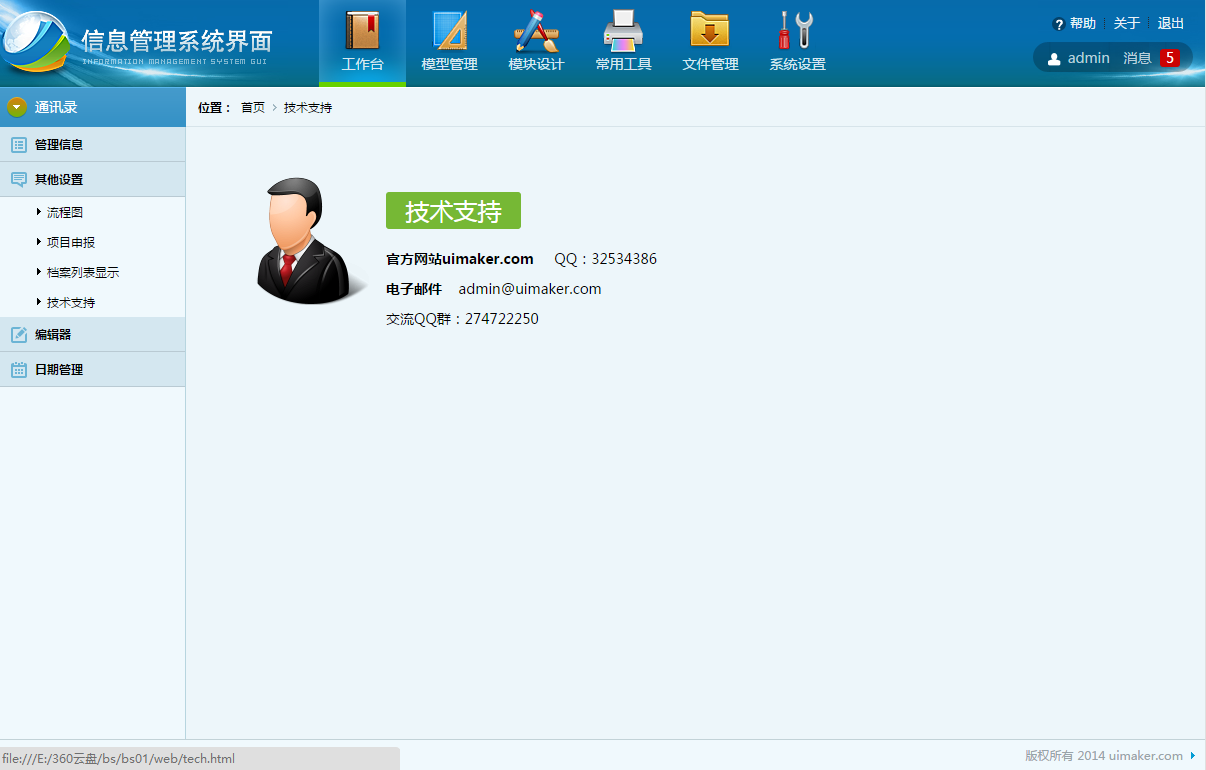 信息管理系统界面
INFORMATION MANAGEMENT SYSTEM GUI
工作台
模型管理
模块设计
常用工具
文件管理
系统设置
帮助
关于
退出
admin 消息 5
通讯录
位置： 首页 > 技术支持
管理信息
其他设置
流程图
项目申报
档案列表显示
技术支持
编辑器
日期管理
技术支持
官方网站uimaker.com QQ：32534386
电子邮件 admin@uimaker.com
交流QQ群：274722250
file:///E:/360云盘/bs/bs01/web/tech.html
版权所有 2014 uimaker.com